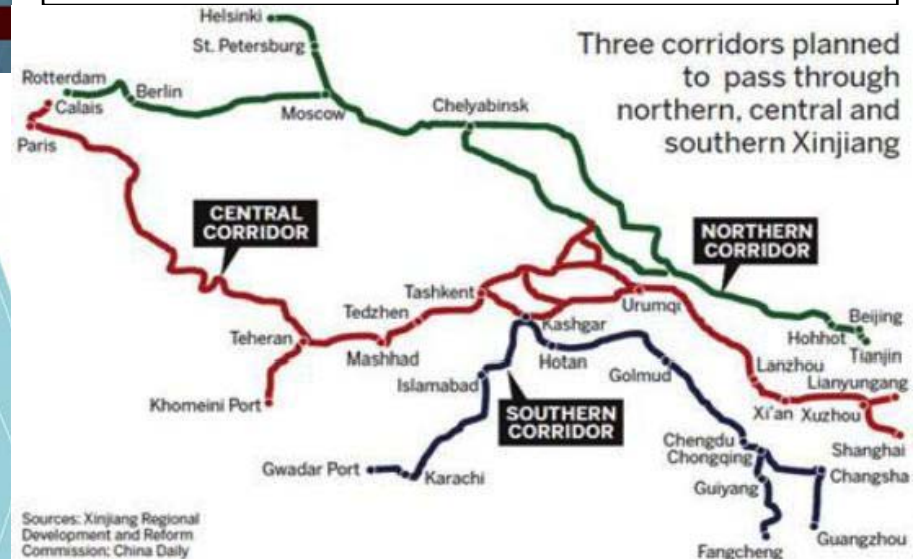 Three corridors planned
to pass through
northern, central and
southern Xinjiang
Helsinki
St. Petersburg
Rotterdam
Calais
Berlin
Paris
Moscow
Chelyabinsk
CENTRAL
CORRIDOR
NORTHERN
CORRIDOR
Tashkent
Tedzhen
Teheran
Mashhad
Khomeini Port
Urumqi
Kashgar
Hotan
Golmud
Islamabad
SOUTHERN
CORRIDOR
Gwadar Port
Karachi
Beijing
Hohhot
Tianjin
Lanzhou
Lianyungang
Xi'an
Xuzhou
Shanghai
Chengdu
Chongqing
Changsha
Guiyang
Fangcheng
Guangzhou
Sources: Xinjiang Regional
Development and Reform
Commission; China Daily